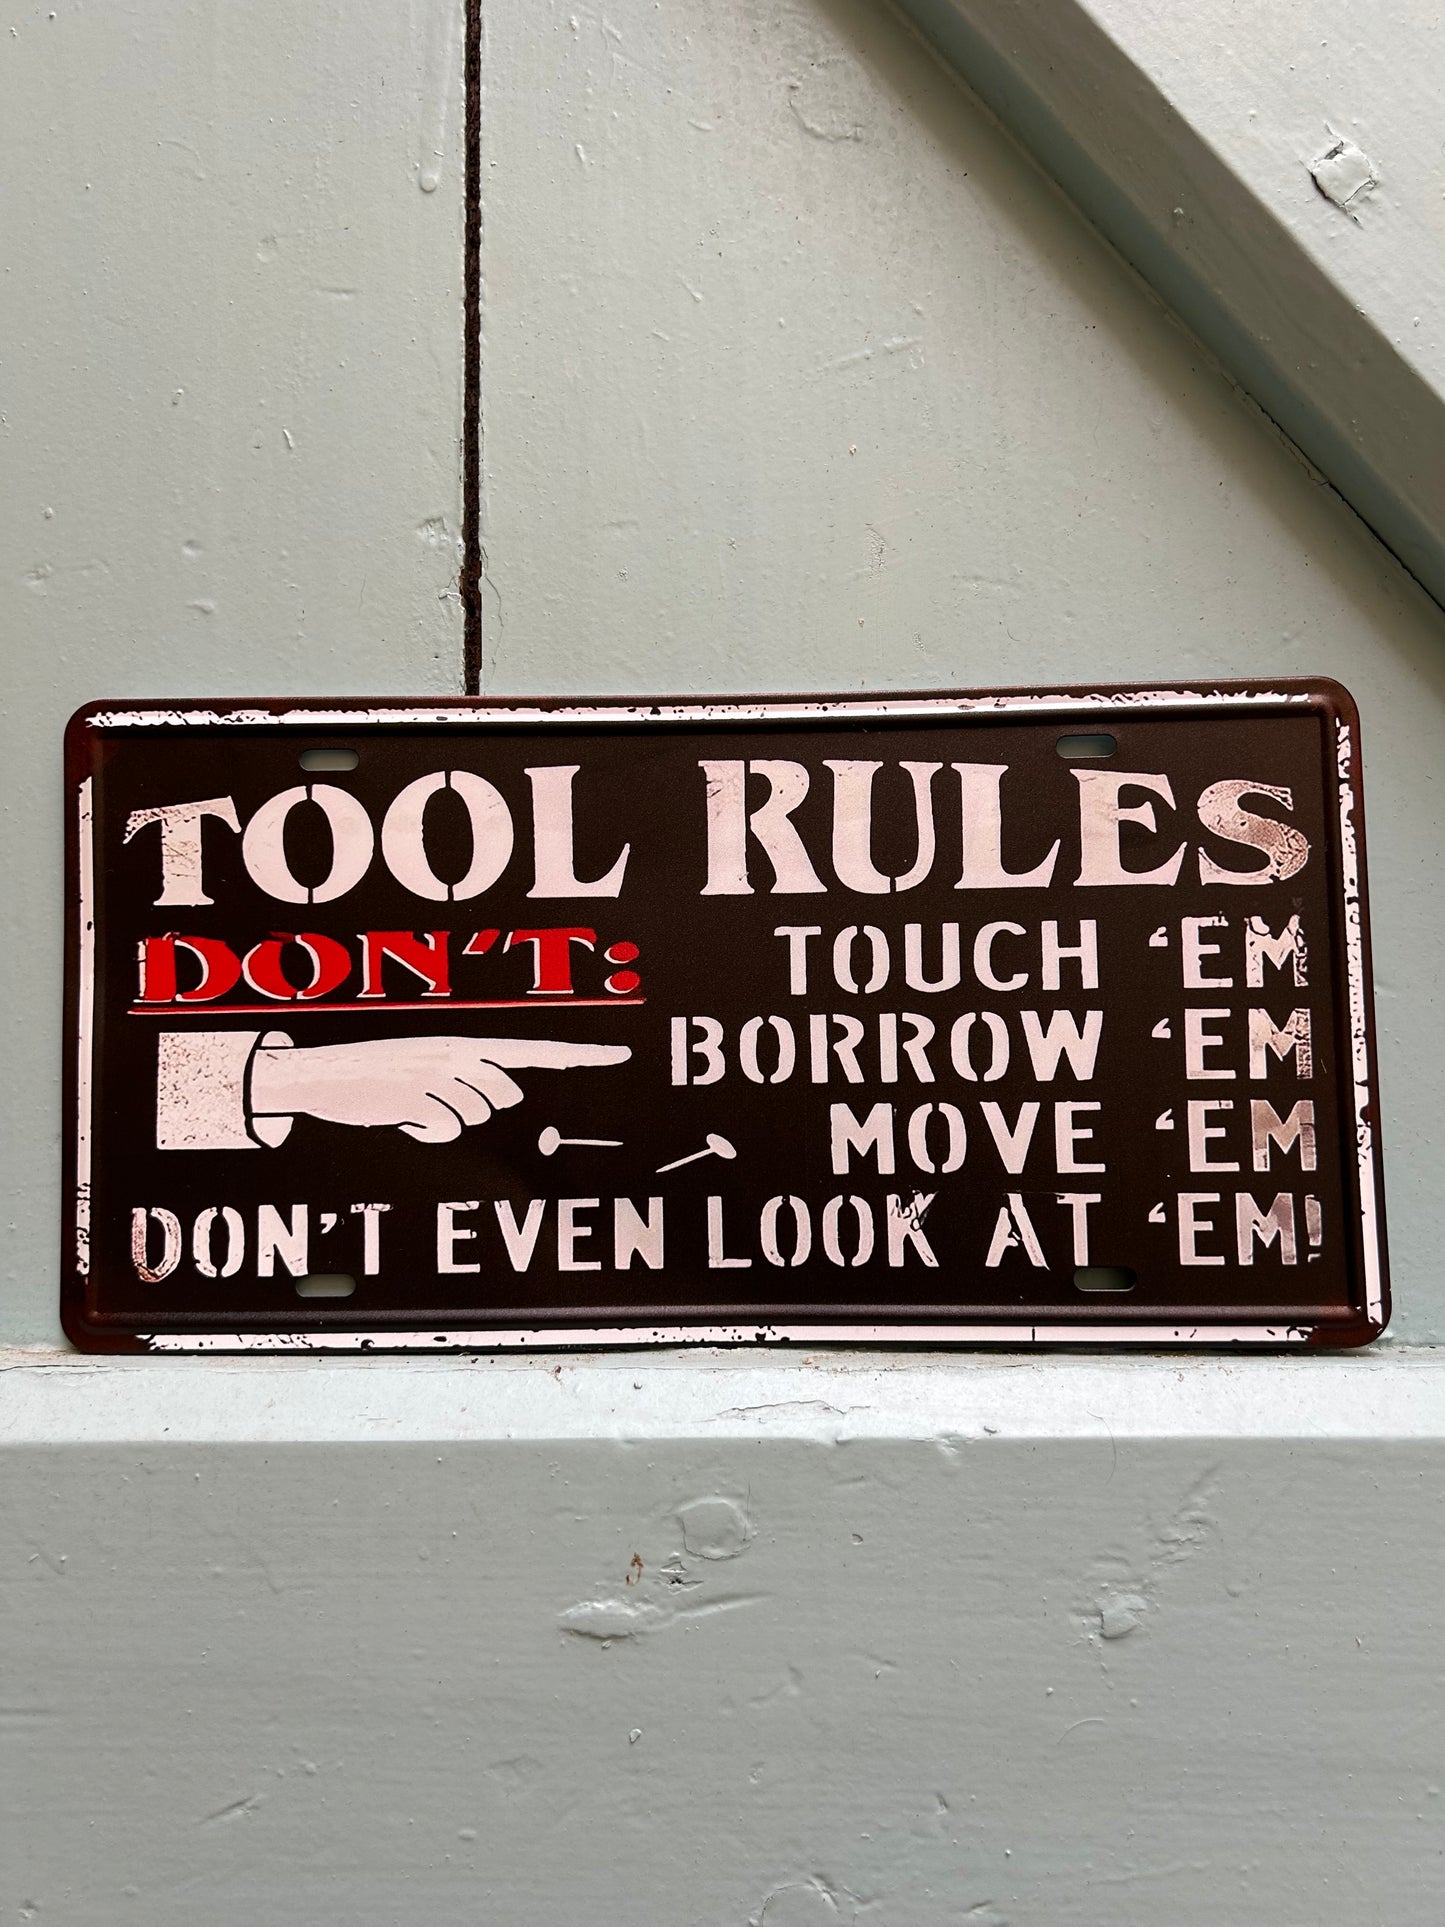 TOOL RULES
DON'T: TOUCH 'EM
BORROW 'EM
MOVE 'EM
DON'T EVEN LOOK AT 'EM!